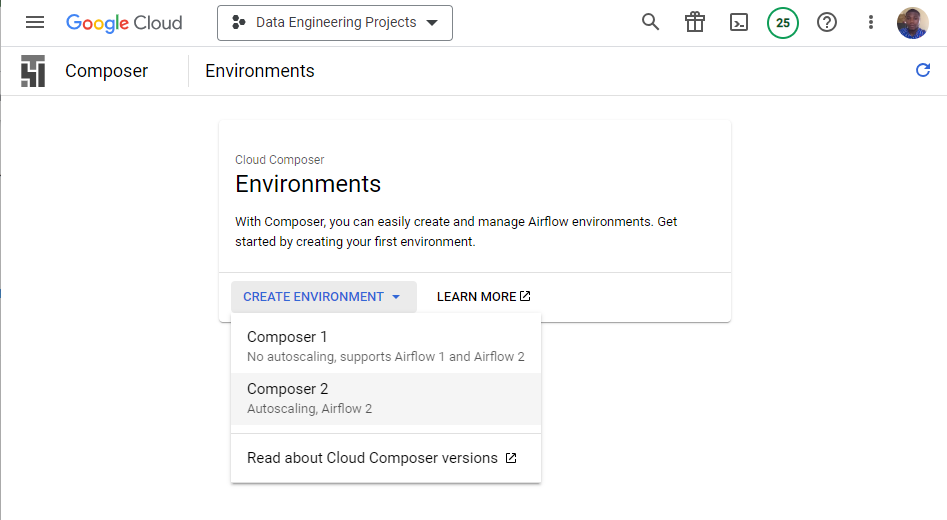 Google Cloud
Data Engineering Projects
25
Composer
Environments
Cloud Composer
Environments
With Composer, you can easily create and manage Airflow environments. Get
started by creating your first environment.
CREATE ENVIRONMENT
LEARN MORE
Composer 1
No autoscaling, supports Airflow 1 and Airflow 2
Composer 2
Autoscaling, Airflow 2
Read about Cloud Composer versions